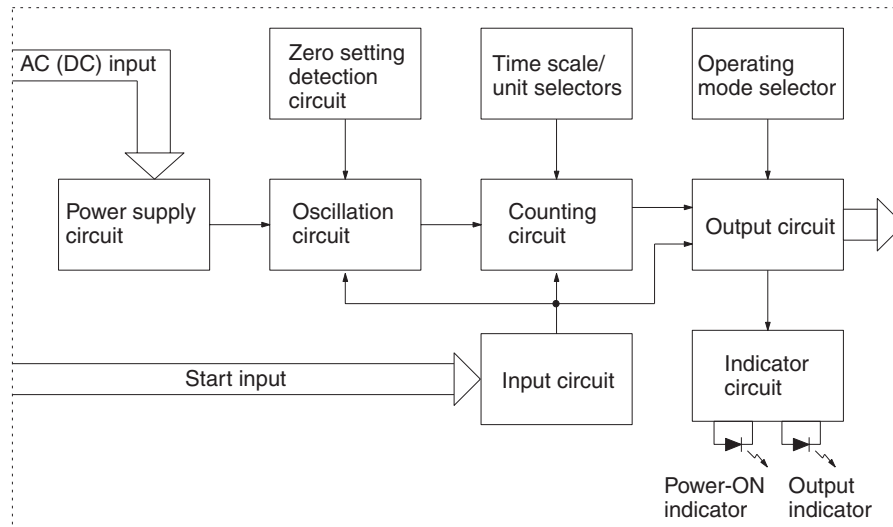 AC (DC) input
Zero setting
detection
circuit
Time scale/
unit selectors
Operating
mode selector
Power supply
circuit
Oscillation
circuit
Counting
circuit
Output circuit
Start input
Input circuit
Indicator
circuit
Power-ON
indicator
Output
indicator